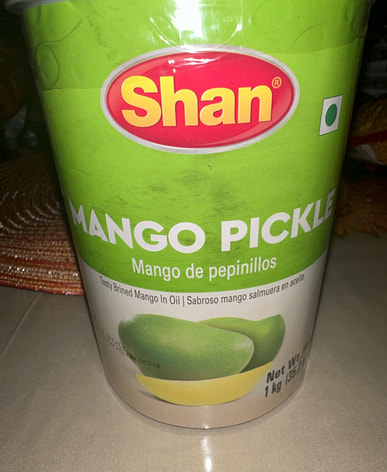 Shan®
MANGO PICKLE
Mango de pepinillos
Tasty Brined Mango In Oil | Sabroso mango salmuera en aceite
Net Wt.
1 kg